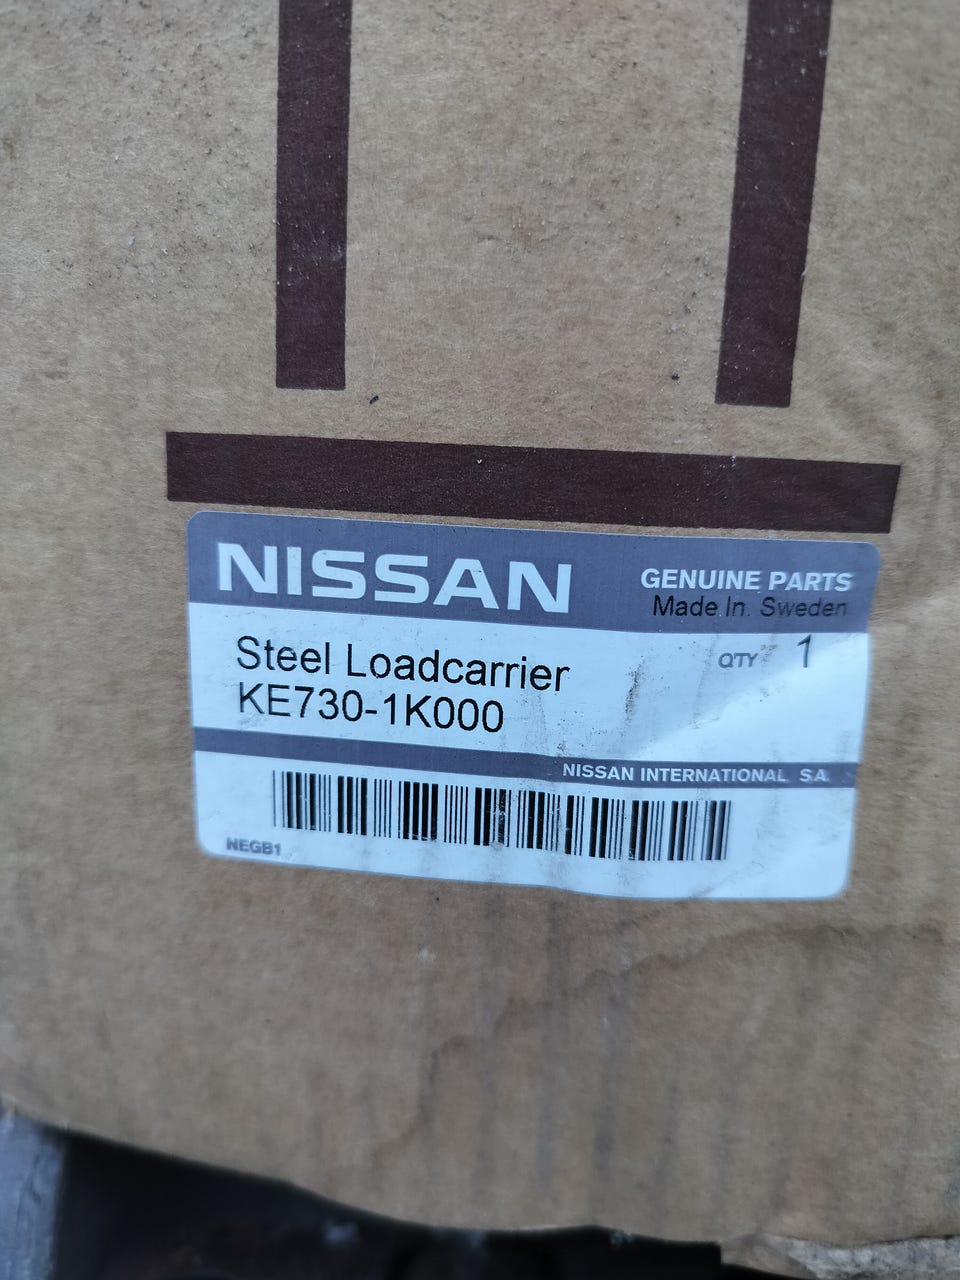 NISSAN
GENUINE PARTS
Made In Sweden
Steel Loadcarrier
QTY 1
KE730-1K000
NISSAN INTERNATIONAL SA
NEGB1